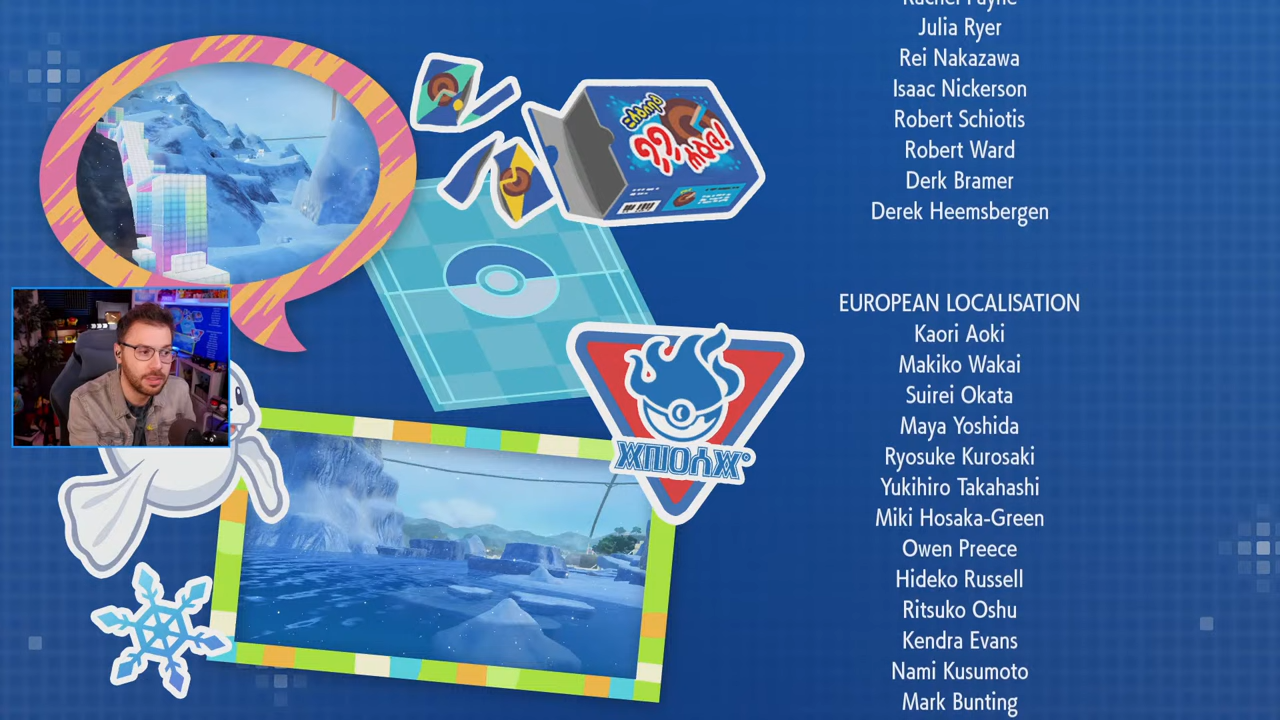 Julia Ryer
Rei Nakazawa
Isaac Nickerson
Robert Schiotis
Robert Ward
Derk Bramer
Derek Heemsbergen
EUROPEAN LOCALISATION
Kaori Aoki
Makiko Wakai
Suirei Okata
Maya Yoshida
Ryosuke Kurosaki
Yukihiro Takahashi
Miki Hosaka-Green
Owen Preece
Hideko Russell
Ritsuko Oshu
Kendra Evans
Nami Kusumoto
Mark Bunting